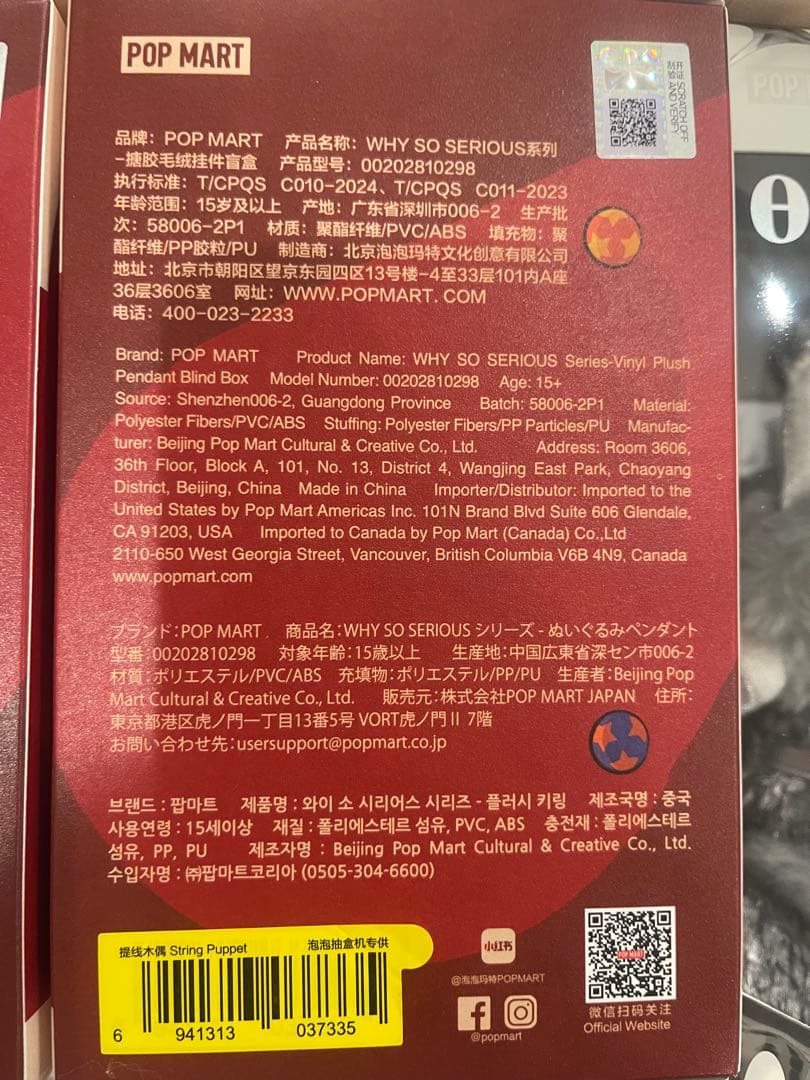 POP MART
开证 SCRATCH OFF
刮验 AND VERIFY
品牌：POP MART 产品名称：WHY SO SERIOUS系列
-搪胶毛绒挂件盲盒 产品型号：00202810298
执行标准：T/CPQS C010-2024、T/CPQS C011-2023
年龄范围：15岁及以上 产地：广东省深圳市006-2 生产批
次：58006-2P1 材质：聚酯纤维/PVC/ABS 填充物：聚
酯纤维/PP胶粒/PU 制造商：北京泡泡玛特文化创意有限公司
地址：北京市朝阳区望京东园四区13号楼-4至33层101内A座
36层3606室 网址：WWW.POPMART.COM
电话：400-023-2233
Brand: POP MART Product Name: WHY SO SERIOUS Series-Vinyl Plush
Pendant Blind Box Model Number: 00202810298 Age: 15+
Source: Shenzhen006-2, Guangdong Province Batch: 58006-2P1 Material:
Polyester Fibers/PVC/ABS Stuffing: Polyester Fibers/PP Particles/PU Manufac-
turer: Beijing Pop Mart Cultural & Creative Co., Ltd. Address: Room 3606,
36th Floor, Block A, 101, No. 13, District 4, Wangjing East Park, Chaoyang
District, Beijing, China Made in China Importer/Distributor: Imported to the
United States by Pop Mart Americas Inc. 101N Brand Blvd Suite 606 Glendale,
CA 91203, USA Imported to Canada by Pop Mart (Canada) Co.,Ltd
2110-650 West Georgia Street, Vancouver, British Columbia V6B 4N9, Canada
www.popmart.com
ブランド：POP MART. 商品名：WHY SO SERIOUS シリーズ - ぬいぐるみペンダント
型番：00202810298 対象年齢：15歳以上 生産地：中国広東省深セン市006-2
材質：ポリエステル/PVC/ABS 充填物：ポリエステル/PP/PU 生産者：Beijing Pop
Mart Cultural & Creative Co., Ltd. 販売元：株式会社POP MART JAPAN 住所：
東京都港区虎ノ門一丁目13番5号 VORT虎ノ門Ⅱ 7階
お問い合わせ先：usersupport@popmart.co.jp
브랜드 : 팝마트 제품명 : 와이 소 시리어스 시리즈 - 플러시 키링 제조국명 : 중국
사용연령 : 15세이상 재질 : 폴리에스테르 섬유, PVC, ABS 충전재 : 폴리에스테르
섬유, PP, PU 제조자명 : Beijing Pop Mart Cultural & Creative Co., Ltd.
수입자명 : ㈜팝마트코리아 (0505-304-6600)
提线木偶 String Puppet 泡泡抽盒机专供
6 941313 037335
小红书
@泡泡玛特POPMART
@popmart
POP MART
微信扫码关注
Official Website
POP
θ